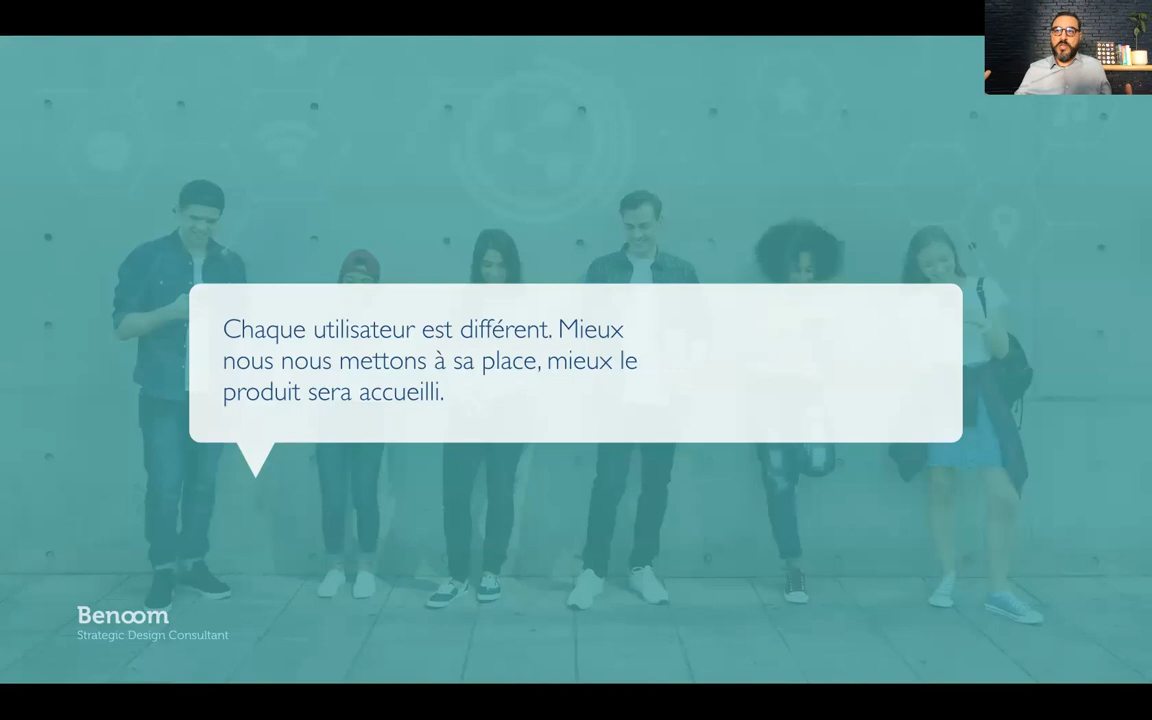 Chaque utilisateur est différent. Mieux
nous nous mettons à sa place, mieux le
produit sera accueilli.
Benoom
Strategic Design Consultant